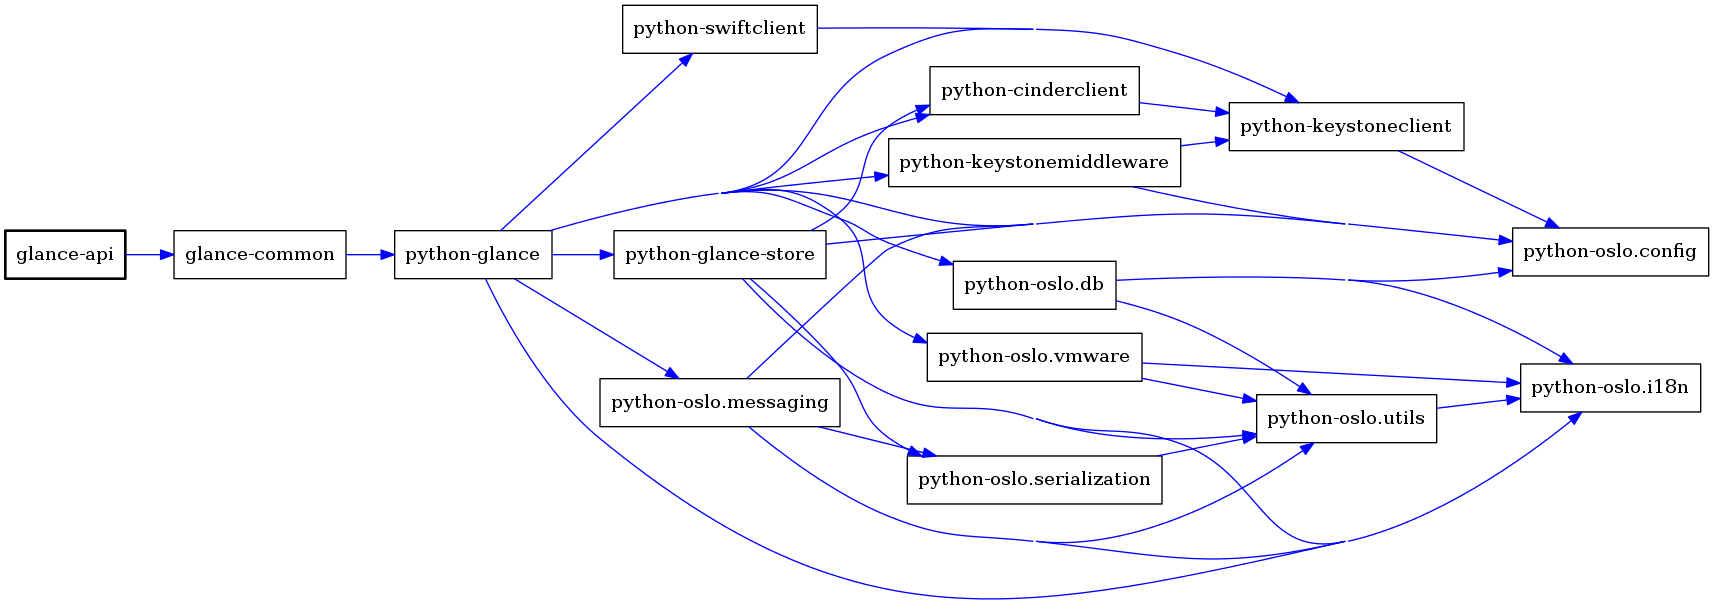 python-swiftclient
python-cinderclient
python-keystoneclient
python-keystonemiddleware
glance-api
glance-common
python-glance
python-glance-store
python-oslo.config
python-oslo.db
python-oslo.vmware
python-oslo.i18n
python-oslo.messaging
python-oslo.utils
python-oslo.serialization